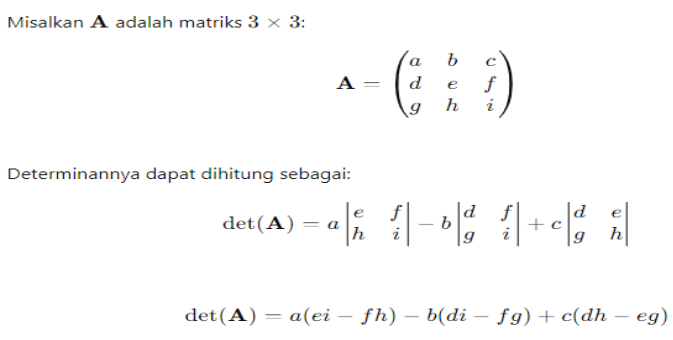 Misalkan A adalah matriks 3 × 3:
A = (a b c
d e f
g h i)
Determinannya dapat dihitung sebagai:
det(A) = a |e f; h i| − b |d f; g i| + c |d e; g h|
det(A) = a(ei − fh) − b(di − fg) + c(dh − eg)